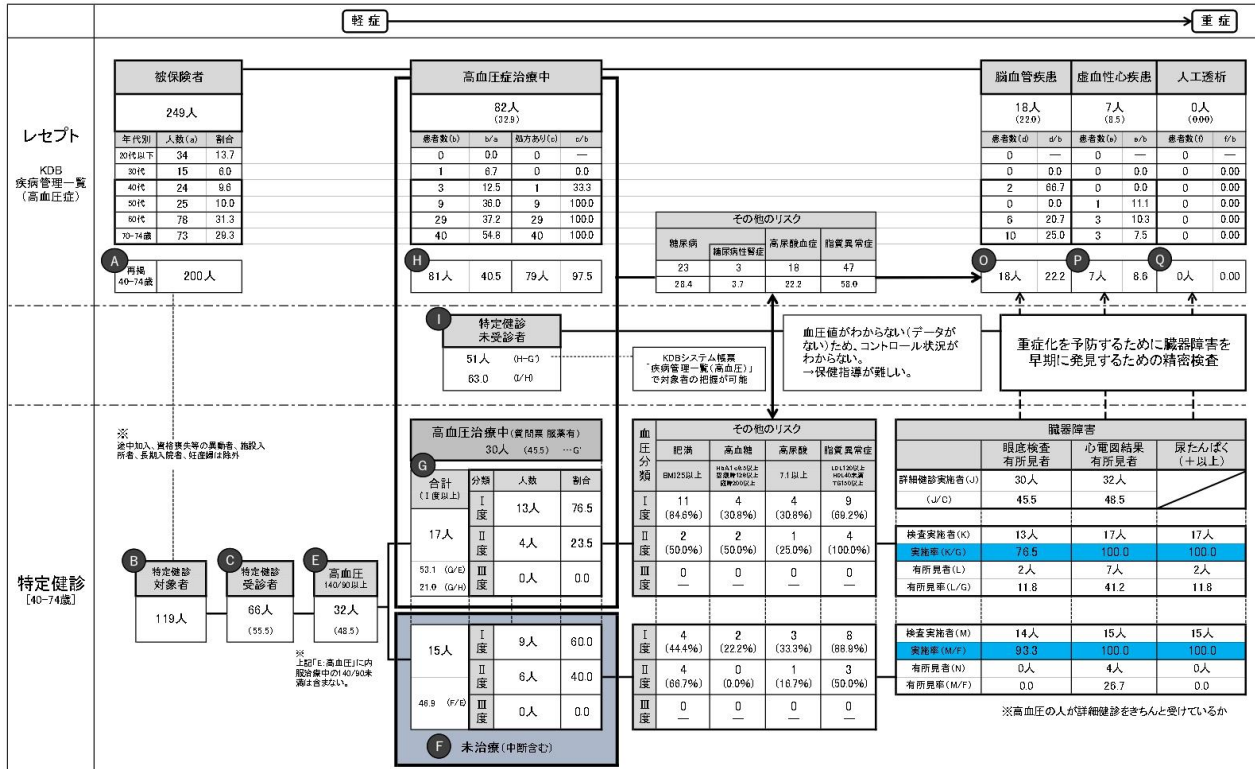 軽症
重症
レセプト
KDB
疾病管理一覧
(高血圧症)
被保険者
249人
年代別 人数(a) 割合
20代以下 34 13.7
30代 15 6.0
40代 24 9.6
50代 25 10.0
60代 78 31.3
70-74歳 73 29.3
A
再掲
40-74歳
200人
高血圧症治療中
82人
(32.9)
患者数(b) b/a 処方あり(c) c/b
0 0.0 0 —
1 6.7 0 0.0
3 12.5 1 33.3
9 36.0 9 100.0
29 37.2 29 100.0
40 54.8 40 100.0
H
81人 40.5 79人 97.5
その他のリスク
糖尿病 糖尿病性腎症 高尿酸血症 脂質異常症
23 3 18 47
28.4 3.7 22.2 58.0
脳血管疾患 虚血性心疾患 人工透析
18人 7人 0人
(22.0) (8.5) (0.00)
患者数(d) d/b 患者数(e) e/b 患者数(f) f/b
0 — 0 — 0 —
0 0.0 0 0.0 0 0.00
2 66.7 0 0.0 0 0.00
0 0.0 1 11.1 0 0.00
6 20.7 3 10.3 0 0.00
10 25.0 3 7.5 0 0.00
O P Q
18人 22.2 7人 8.6 0人 0.00
I
特定健診
未受診者
51人 (H-G')
63.0 (I/H)
KDBシステム帳票
「疾病管理一覧(高血圧)」
で対象者の把握が可能
血圧値がわからない(データが
ない)ため、コントロール状況が
わからない。
→保健指導が難しい。
重症化を予防するために臓器障害を
早期に発見するための精密検査
特定健診
[40-74歳]
※
途中加入、資格喪失等の異動者、施設入
所者、長期入院者、妊産婦は除外
B
特定健診
対象者
119人
C
特定健診
受診者
66人
(55.5)
E
高血圧
140/90以上
32人
(48.5)
※
上記「E:高血圧」に内
服治療中の140/90未
満は含まない。
高血圧治療中(質問票 服薬有)
30人 (45.5) …G'
G
合計
(Ⅰ度以上)
分類 人数 割合
17人
53.1 (G/E)
21.0 (G/H)
Ⅰ度 13人 76.5
Ⅱ度 4人 23.5
Ⅲ度 0人 0.0
15人
46.9 (F/E)
Ⅰ度 9人 60.0
Ⅱ度 6人 40.0
Ⅲ度 0人 0.0
F 未治療(中断含む)
血圧分類
その他のリスク
肥満 高血糖 高尿酸 脂質異常症
BMI25以上
7.1以上
LDL120以上
HDL40未満
TG150以上
Ⅰ度 11 4 4 9
(84.6%) (30.8%) (30.8%) (69.2%)
Ⅱ度 2 2 1 4
(50.0%) (50.0%) (25.0%) (100.0%)
Ⅲ度 0 0 0 0
— — — —
Ⅰ度 4 2 3 8
(44.4%) (22.2%) (33.3%) (88.9%)
Ⅱ度 4 0 1 3
(66.7%) (0.0%) (16.7%) (50.0%)
Ⅲ度 0 0 0 0
— — — —
臓器障害
眼底検査
有所見者
心電図結果
有所見者
尿たんぱく
(+以上)
詳細健診実施者(J) 30人 32人
(J/C) 45.5 48.5
検査実施者(K) 13人 17人 17人
実施率(K/G) 76.5 100.0 100.0
有所見者(L) 2人 7人 2人
有所見率(L/G) 11.8 41.2 11.8
検査実施者(M) 14人 15人 15人
実施率(M/F) 93.3 100.0 100.0
有所見者(N) 0人 4人 0人
有所見率(M/F) 0.0 26.7 0.0
※高血圧の人が詳細健診をきちんと受けているか